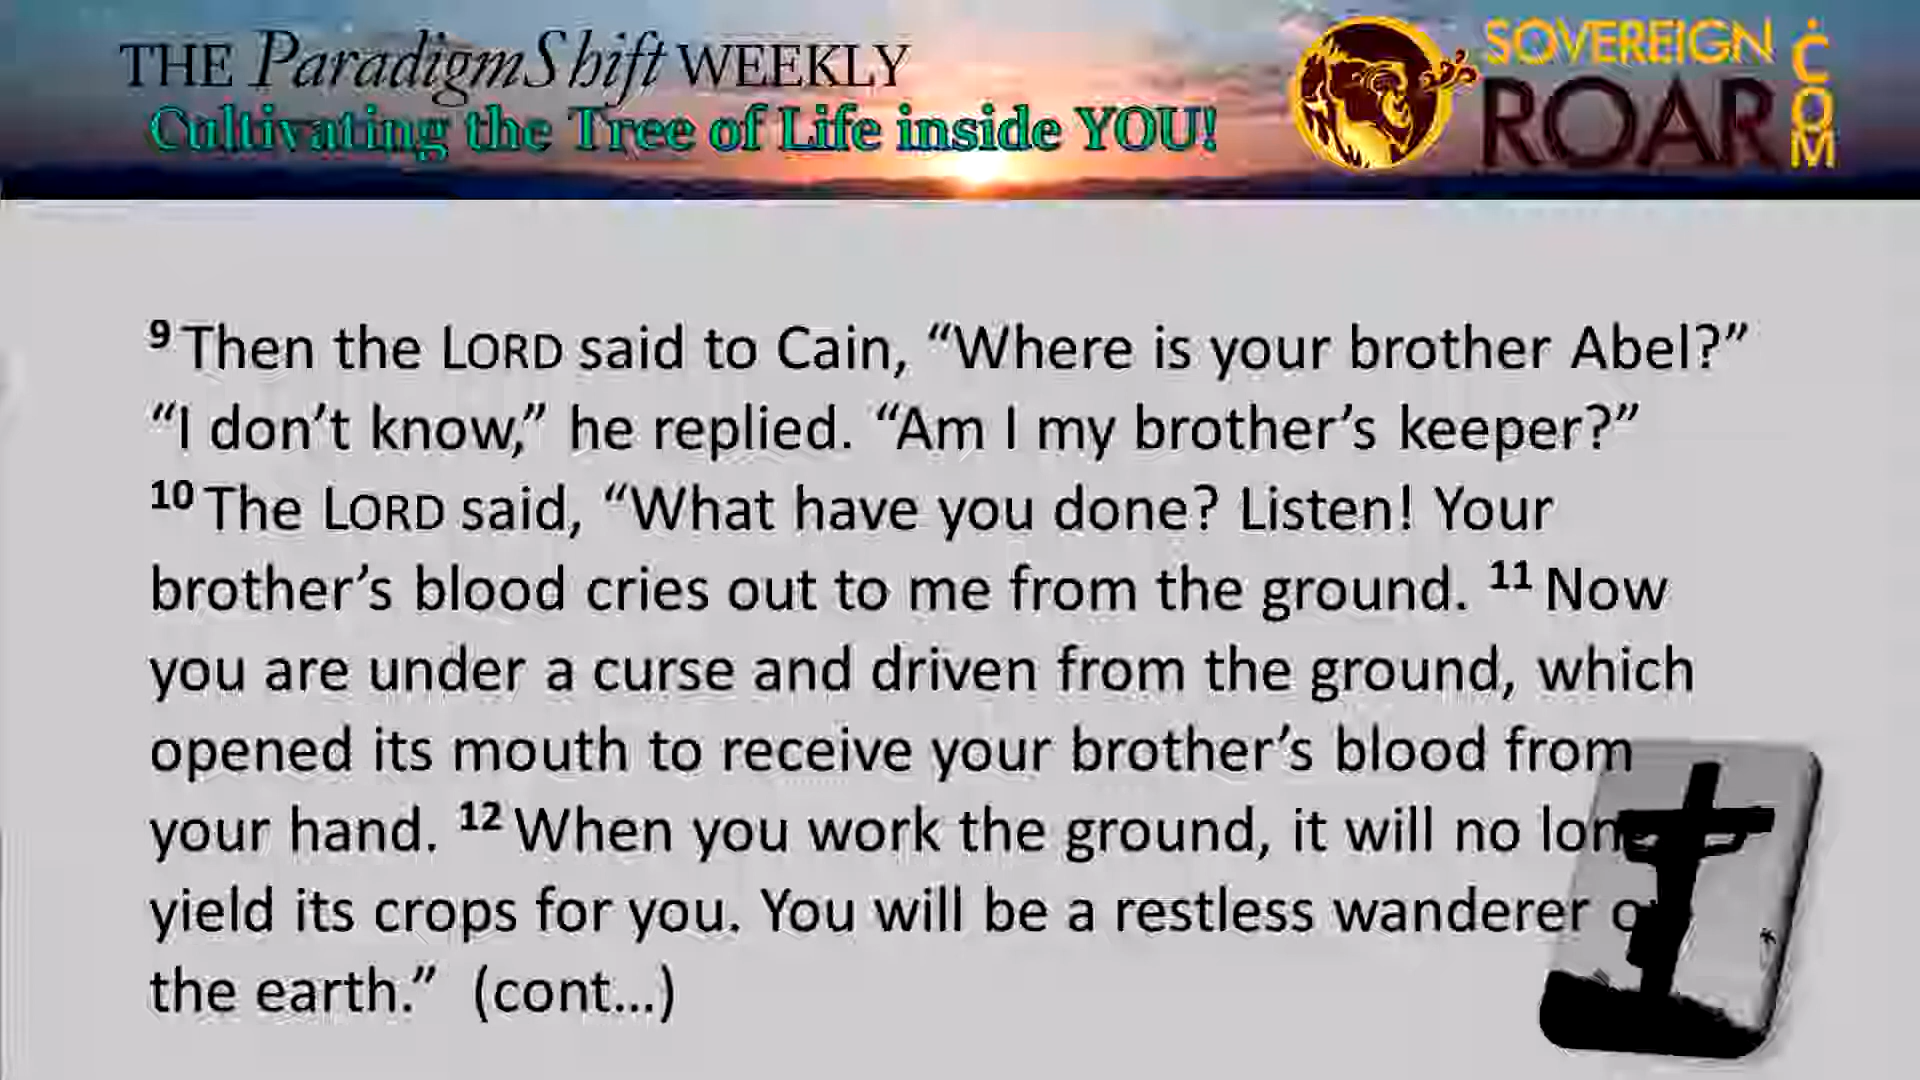 THE ParadigmShift WEEKLY
Cultivating the Tree of Life inside YOU!
SOVEREIGN
ROAR
.COM
9 Then the LORD said to Cain, “Where is your brother Abel?”
“I don’t know,” he replied. “Am I my brother’s keeper?”
10 The LORD said, “What have you done? Listen! Your
brother’s blood cries out to me from the ground. 11 Now
you are under a curse and driven from the ground, which
opened its mouth to receive your brother’s blood from
your hand. 12 When you work the ground, it will no
yield its crops for you. You will be a restless wanderer
the earth.” (cont...)